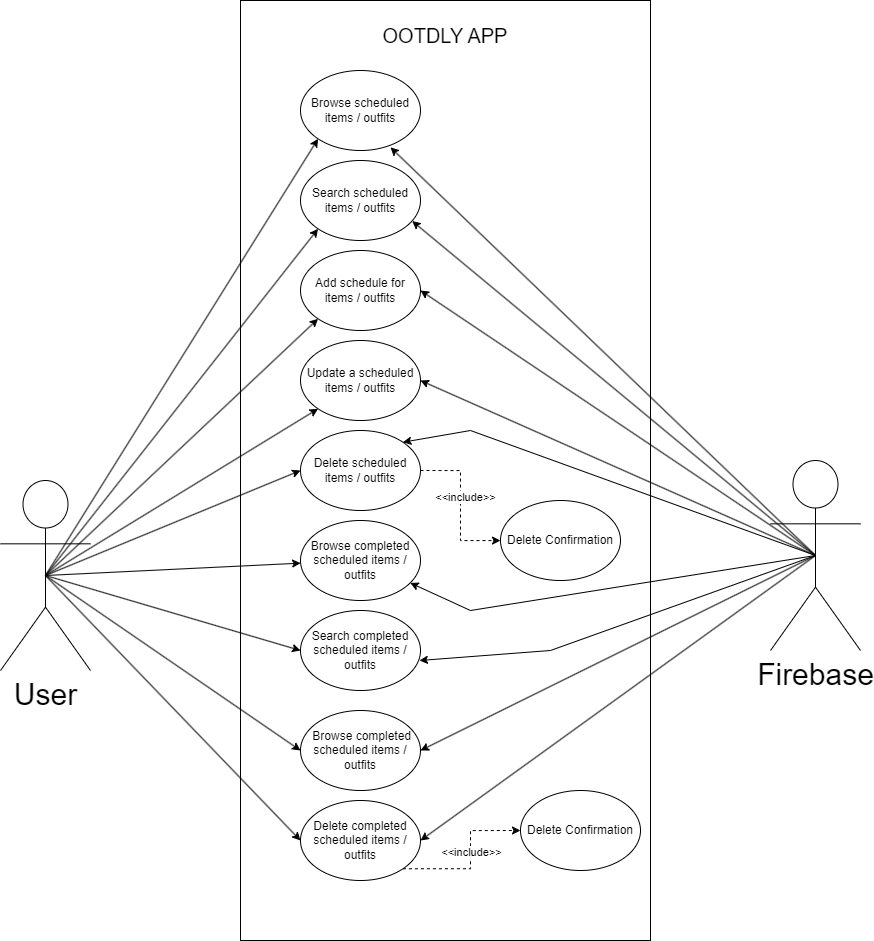 OOTDLY APP
Browse scheduled
items / outfits
Search scheduled
items / outfits
Add schedule for
items / outfits
Update a scheduled
items / outfits
Delete scheduled
items / outfits
<<include>>
Delete Confirmation
Browse completed
scheduled items /
outfits
Search completed
scheduled items /
outfits
User
Firebase
Browse completed
scheduled items /
outfits
Delete completed
scheduled items /
outfits
<<include>>
Delete Confirmation